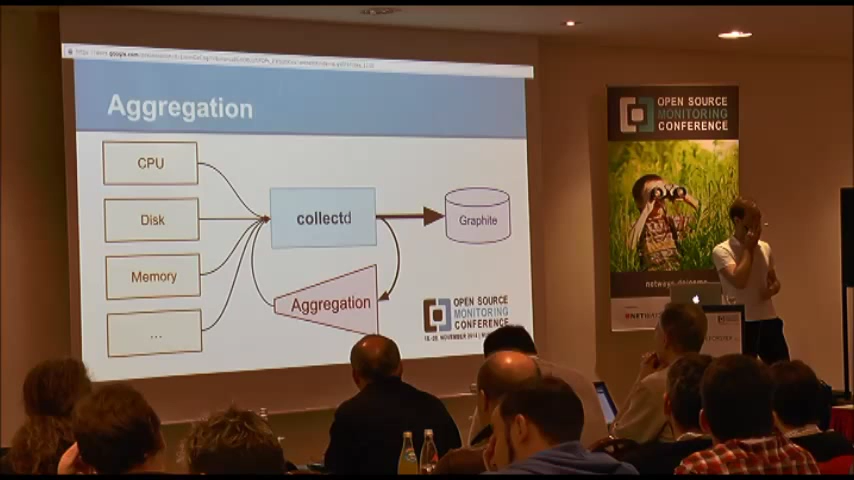 Aggregation
CPU
Disk
Memory
...
collectd
Graphite
Aggregation
OPEN SOURCE
MONITORING
CONFERENCE
OPEN SOURCE
MONITORING
CONFERENCE